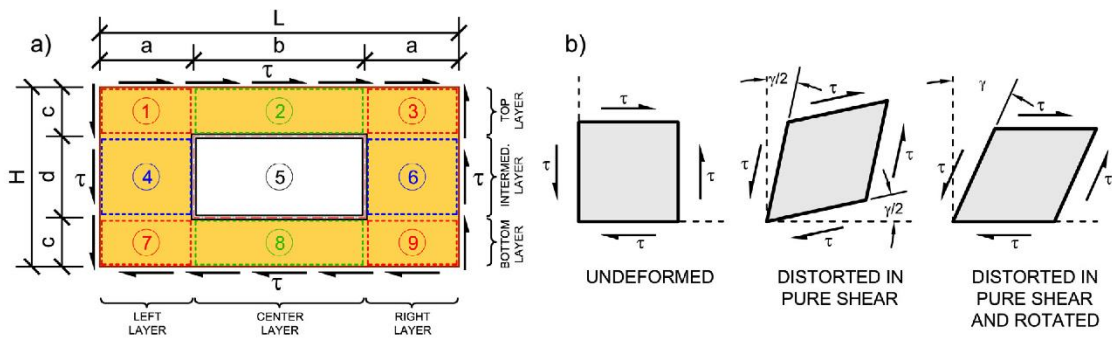 a)
L
a b a
τ
H
c
d
c
τ
1 2 3
4 5 6
7 8 9
τ
τ
TOP
LAYER
INTERMED.
LAYER
BOTTOM
LAYER
LEFT
LAYER
CENTER
LAYER
RIGHT
LAYER
b)
τ
τ
τ
τ
UNDEFORMED
γ/2
τ
τ
τ
γ/2
τ
DISTORTED IN
PURE SHEAR
γ
τ
τ
τ
τ
DISTORTED IN
PURE SHEAR
AND ROTATED